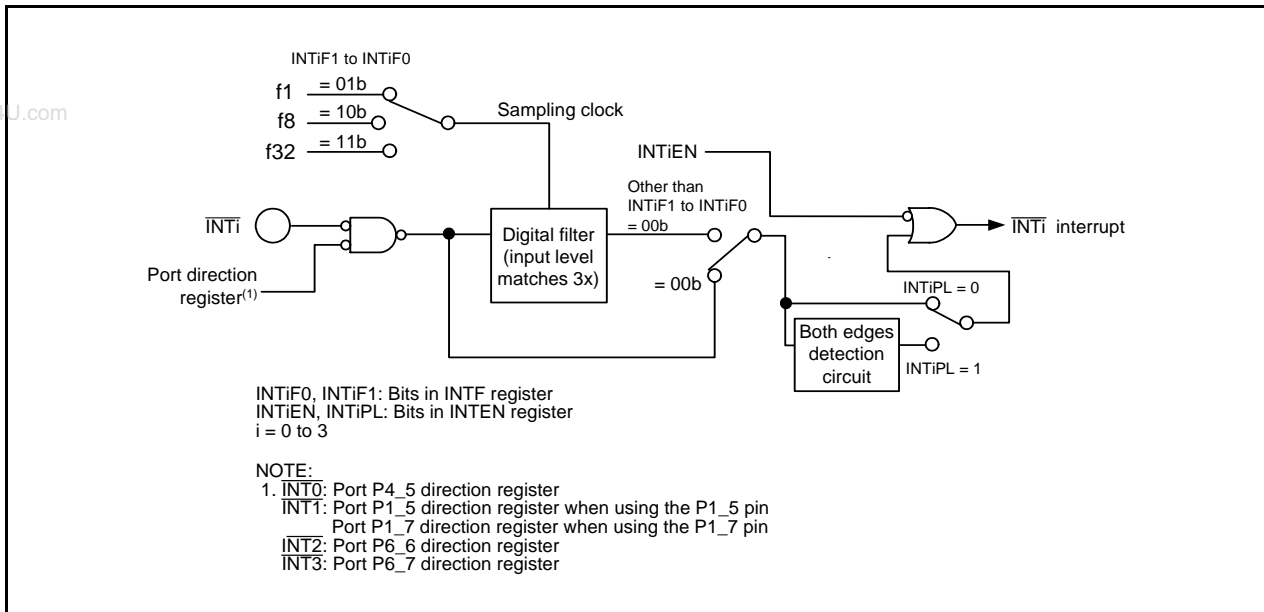 INTiF1 to INTiF0
f1 = 01b
4U.com
Sampling clock
f8 = 10b
f32 = 11b
INTiEN
Other than
INTiF1 to INTiF0
= 00b
INTi
Digital filter
(input level
matches 3x)
INTi interrupt
Port direction
register(1)
= 00b
INTiPL = 0
Both edges
detection
circuit
INTiPL = 1
INTiF0, INTiF1: Bits in INTF register
INTiEN, INTiPL: Bits in INTEN register
i = 0 to 3
NOTE:
1. INT0: Port P4_5 direction register
INT1: Port P1_5 direction register when using the P1_5 pin
Port P1_7 direction register when using the P1_7 pin
INT2: Port P6_6 direction register
INT3: Port P6_7 direction register